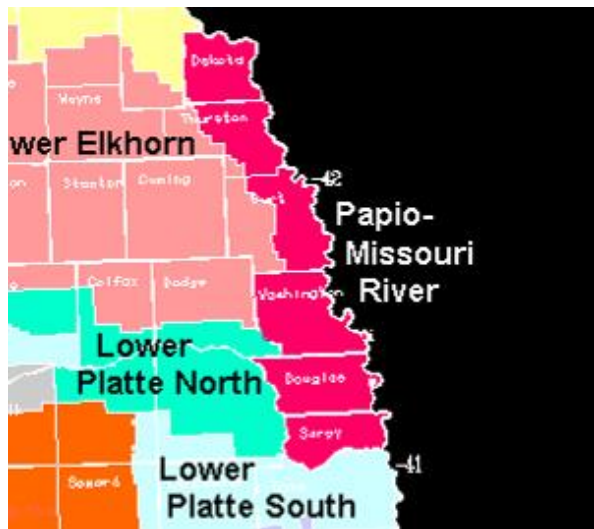 Dakota
Wayne
Thurston
wer Elkhorn
Stanton
Cuming
42
Burt
Papio-
Missouri
River
Colfax
Dodge
Washington
Lower
Platte North
Douglas
Sarpy
Lower
Platte South
41
Seward